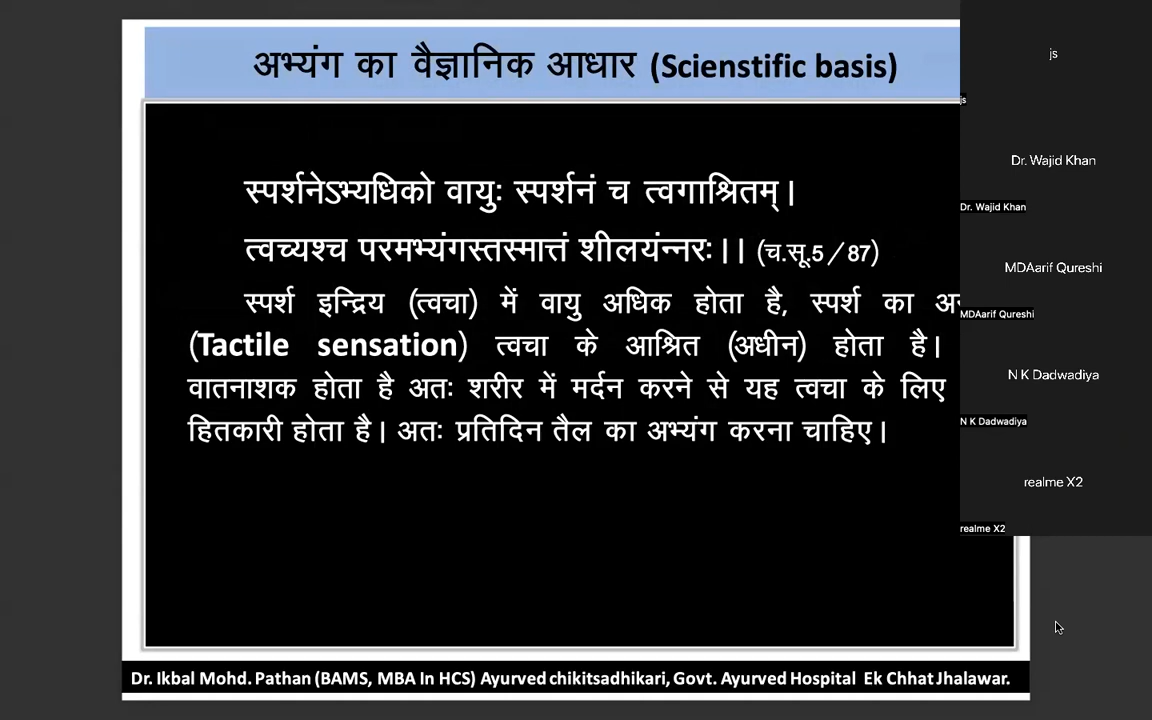 अभ्यंग का वैज्ञानिक आधार (Scienstific basis)
स्पर्शनेऽभ्यधिको वायुः स्पर्शनं च त्वगाश्रितम्।
त्वच्यश्च परमभ्यंगस्तस्मात्तं शीलयंन्नरः।। (च.सू.5/87)
स्पर्श इन्द्रिय (त्वचा) में वायु अधिक होता है, स्पर्श का
(Tactile sensation) त्वचा के आश्रित (अधीन) होता है।
वातनाशक होता है अतः शरीर में मर्दन करने से यह त्वचा के लिए
हितकारी होता है। अतः प्रतिदिन तैल का अभ्यंग करना चाहिए।
Dr. Ikbal Mohd. Pathan (BAMS, MBA In HCS) Ayurved chikitsadhikari, Govt. Ayurved Hospital Ek Chhat Jhalawar.
js
js
Dr. Wajid Khan
Dr. Wajid Khan
MDAarif Qureshi
MDAarif Qureshi
N K Dadwadiya
N K Dadwadiya
realme X2
realme X2